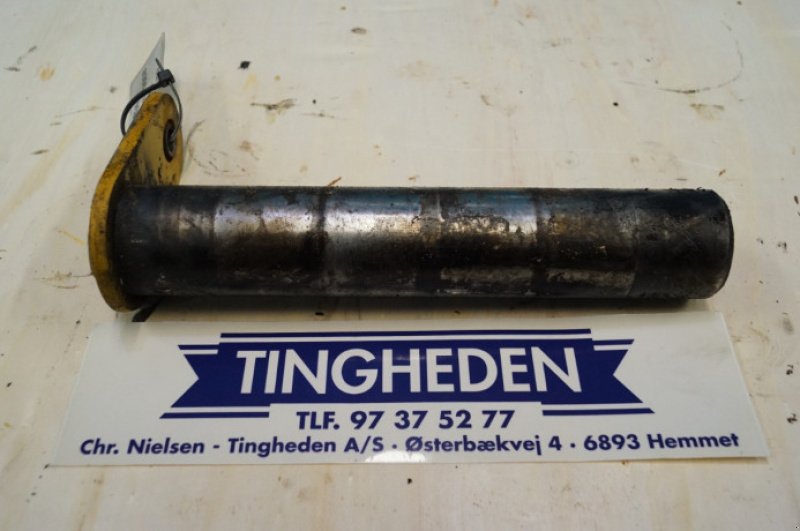 TINGHEDEN
TLF. 97 37 52 77
Chr. Nielsen - Tingheden A/S · Østerbækvej 4 · 6893 Hemmet